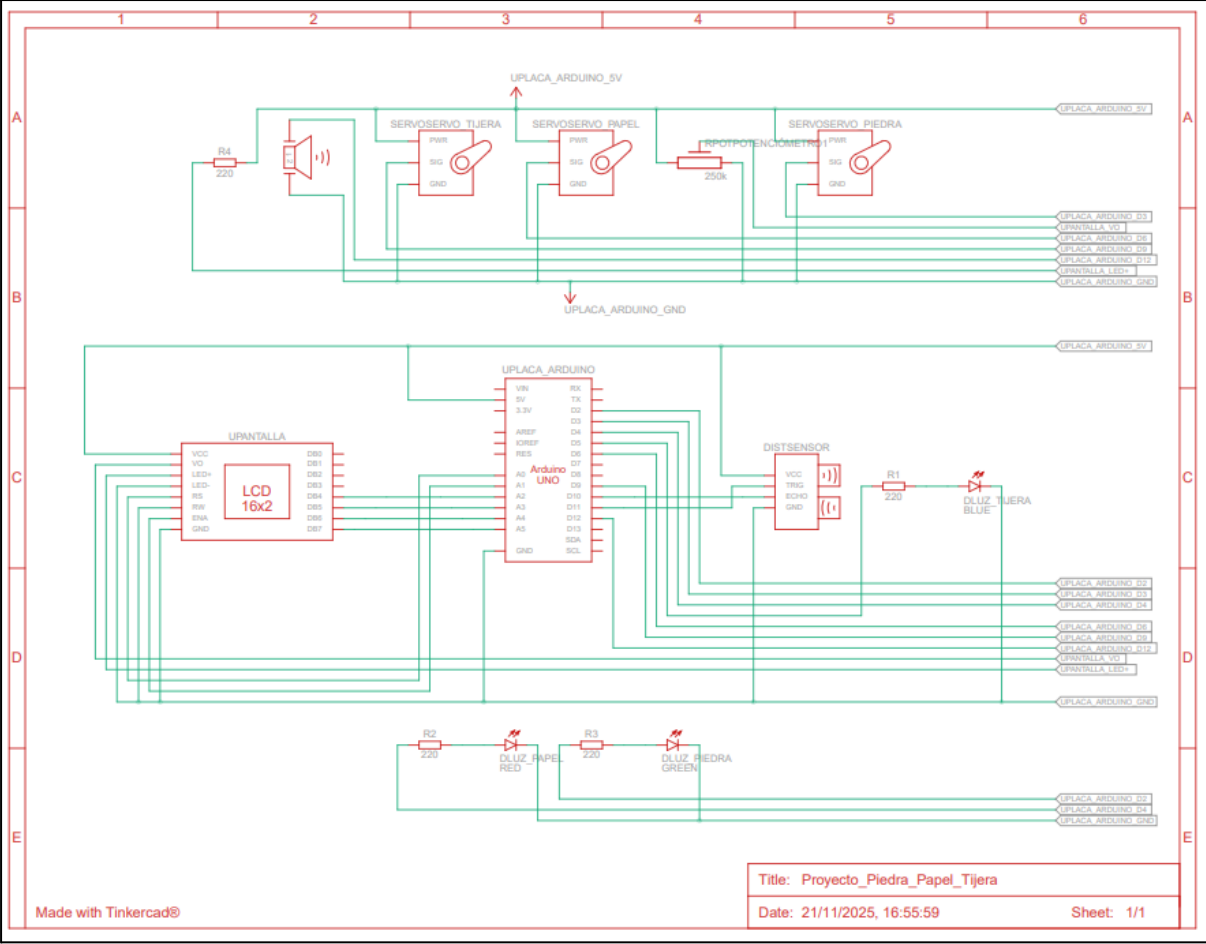 1 2 3 4 5 6
A A
B B
C C
D D
E E
UPLACA_ARDUINO_5V
UPLACA_ARDUINO_5V
SERVOSERVO_TIJERA
PWR
SIG
GND
SERVOSERVO_PAPEL
PWR
SIG
GND
RPOTPOTENCIOMETRO1
250k
SERVOSERVO_PIEDRA
PWR
SIG
GND
R4
220
UPLACA_ARDUINO_D3
UPANTALLA_VO
UPLACA_ARDUINO_D6
UPLACA_ARDUINO_D9
UPLACA_ARDUINO_D12
UPANTALLA_LED+
UPLACA_ARDUINO_GND
UPLACA_ARDUINO_GND
UPLACA_ARDUINO_5V
UPANTALLA
VCC
VO
LED+
LED-
RS
RW
ENA
GND
LCD
16x2
DB0
DB1
DB2
DB3
DB4
DB5
DB6
DB7
UPLACA_ARDUINO
VIN
5V
3.3V
AREF
IOREF
RES
A0
A1
A2
A3
A4
A5
GND
Arduino
UNO
RX
TX
D2
D3
D4
D5
D6
D7
D8
D9
D10
D11
D12
D13
SDA
SCL
DISTSENSOR
VCC
TRIG
ECHO
GND
R1
220
DLUZ_TIJERA
BLUE
UPLACA_ARDUINO_D2
UPLACA_ARDUINO_D3
UPLACA_ARDUINO_D4
UPLACA_ARDUINO_D6
UPLACA_ARDUINO_D9
UPLACA_ARDUINO_D12
UPANTALLA_VO
UPANTALLA_LED+
UPLACA_ARDUINO_GND
R2
220
DLUZ_PAPEL
RED
R3
220
DLUZ_PIEDRA
GREEN
UPLACA_ARDUINO_D2
UPLACA_ARDUINO_D4
UPLACA_ARDUINO_GND
Title: Proyecto_Piedra_Papel_Tijera
Made with Tinkercad®
Date: 21/11/2025, 16:55:59 Sheet: 1/1